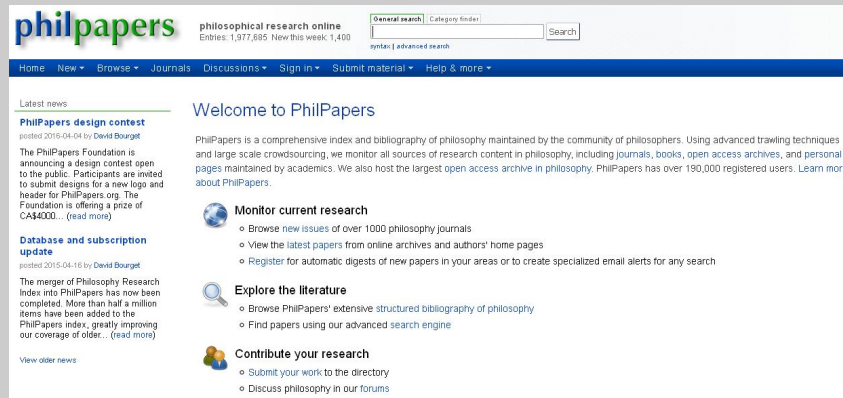 philpapers
philosophical research online
Entries: 1,977,685 New this week: 1,400
General search Category finder
Search
syntax | advanced search
Home New Browse Journals Discussions Sign in Submit material Help & more
Latest news
PhilPapers design contest
posted 2016-04-04 by David Bourget
The PhilPapers Foundation is
announcing a design contest open
to the public. Participants are invited
to submit designs for a new logo and
header for PhilPapers.org. The
Foundation is offering a prize of
CA$4000... (read more)
Database and subscription
update
posted 2015-04-16 by David Bourget
The merger of Philosophy Research
Index into PhilPapers has now been
completed. More than half a million
items have been added to the
PhilPapers index, greatly improving
our coverage of older... (read more)
View older news
Welcome to PhilPapers
PhilPapers is a comprehensive index and bibliography of philosophy maintained by the community of philosophers. Using advanced trawling techniques
and large scale crowdsourcing, we monitor all sources of research content in philosophy, including journals, books, open access archives, and personal
pages maintained by academics. We also host the largest open access archive in philosophy. PhilPapers has over 190,000 registered users. Learn mor
about PhilPapers.
Monitor current research
Browse new issues of over 1000 philosophy journals
View the latest papers from online archives and authors' home pages
Register for automatic digests of new papers in your areas or to create specialized email alerts for any search
Explore the literature
Browse PhilPapers' extensive structured bibliography of philosophy
Find papers using our advanced search engine
Contribute your research
Submit your work to the directory
Discuss philosophy in our forums